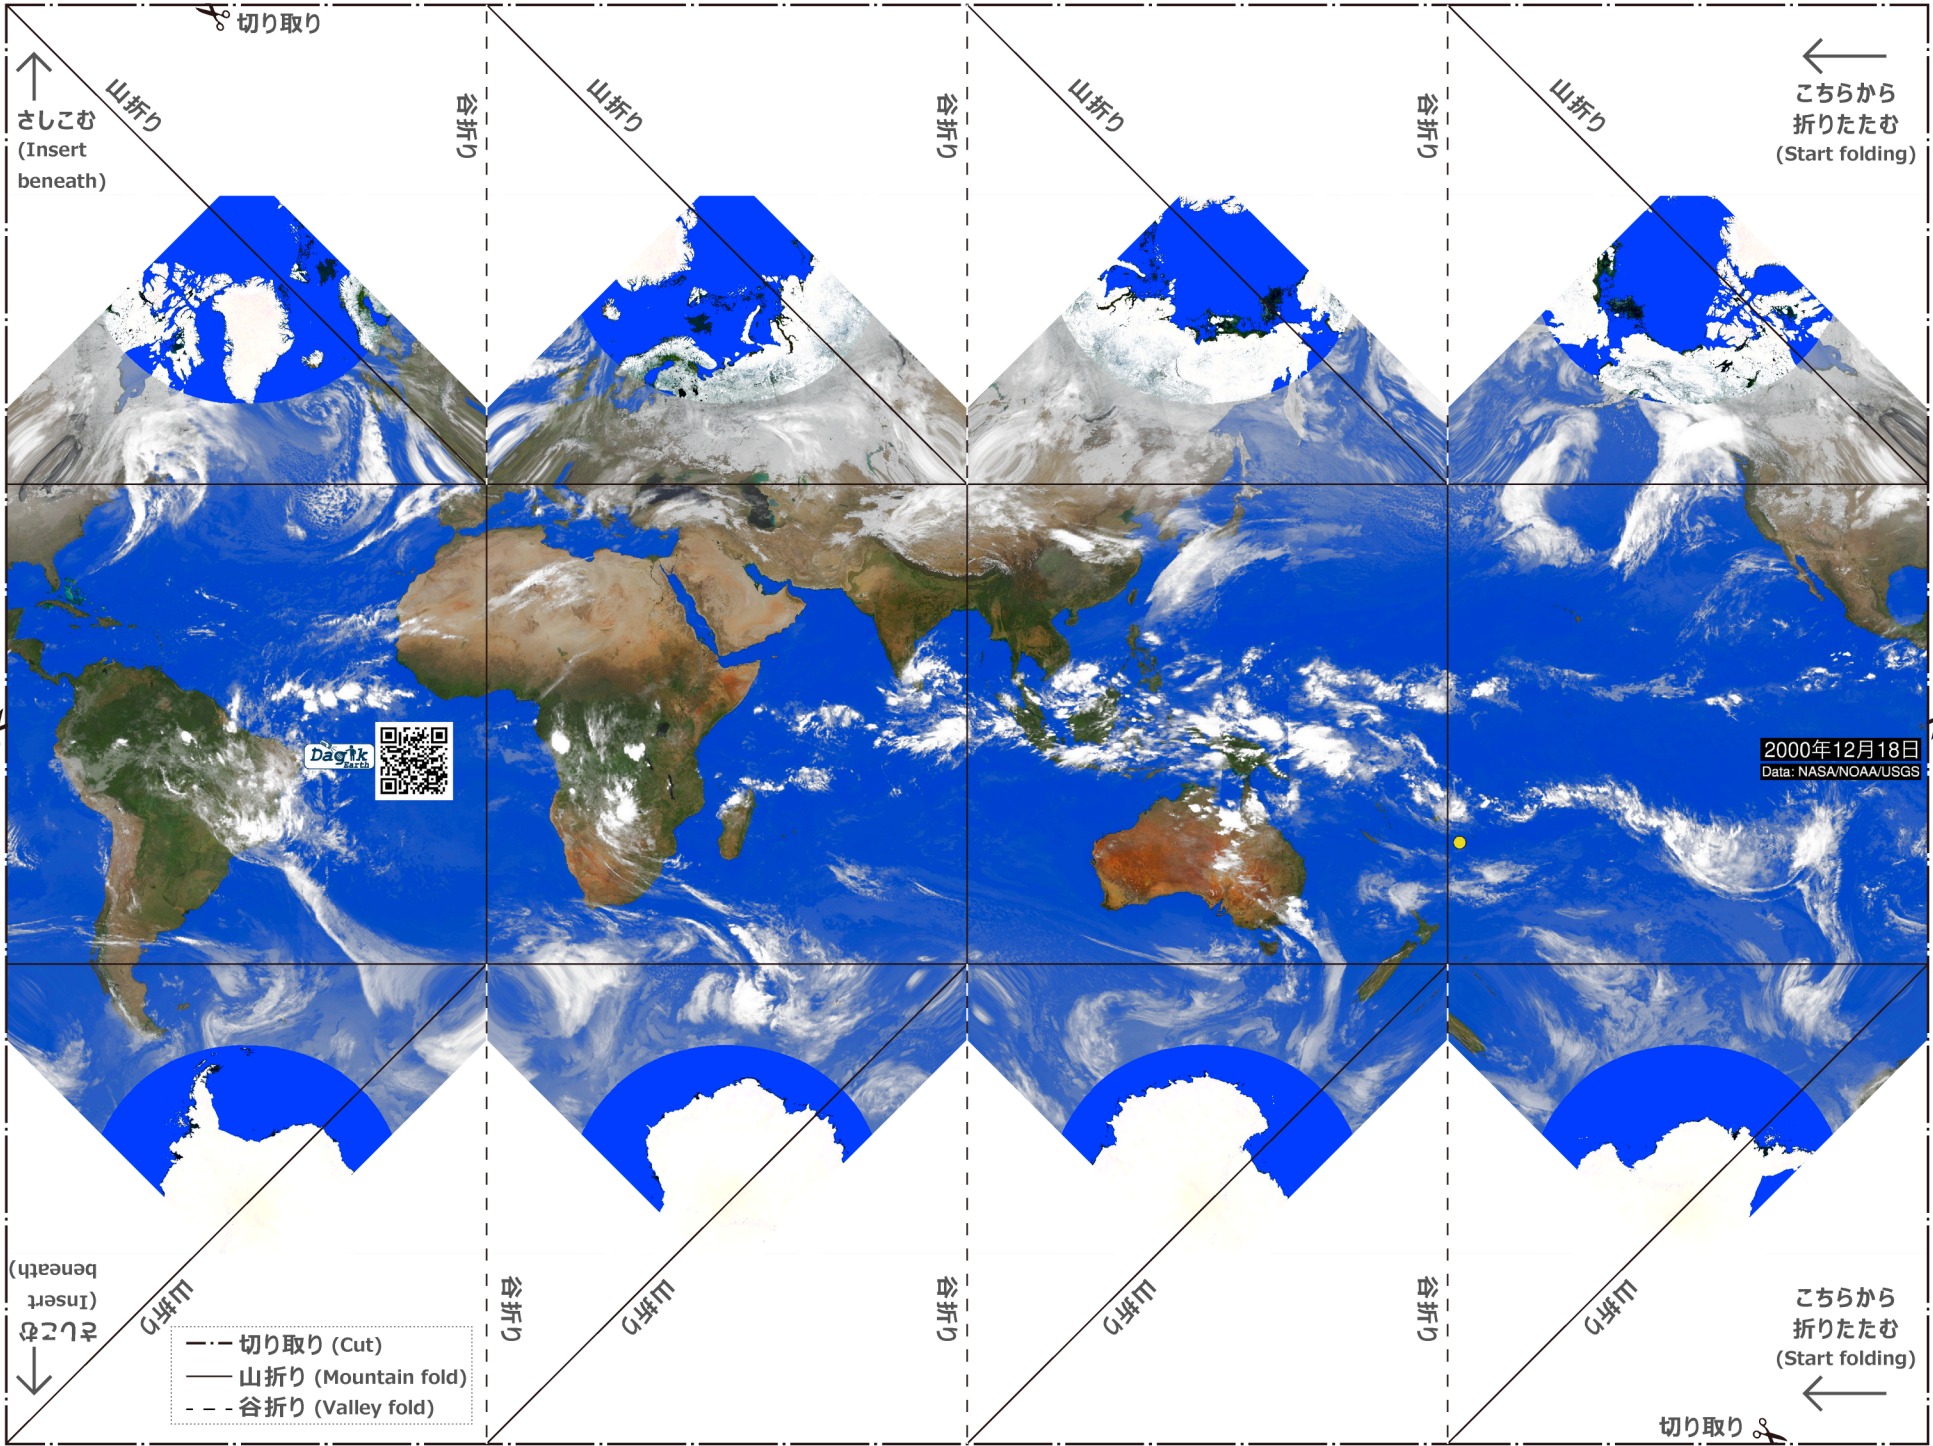 切り取り
山折り
谷折り
山折り
谷折り
山折り
谷折り
山折り
さしこむ
(Insert
beneath)
こちらから
折りたたむ
(Start folding)
Dagik
Earth
2000年12月18日
Data: NASA/NOAA/USGS
さしこむ
(Insert
beneath)
山折り
谷折り
山折り
谷折り
山折り
谷折り
山折り
こちらから
折りたたむ
(Start folding)
切り取り (Cut)
山折り (Mountain fold)
谷折り (Valley fold)
切り取り